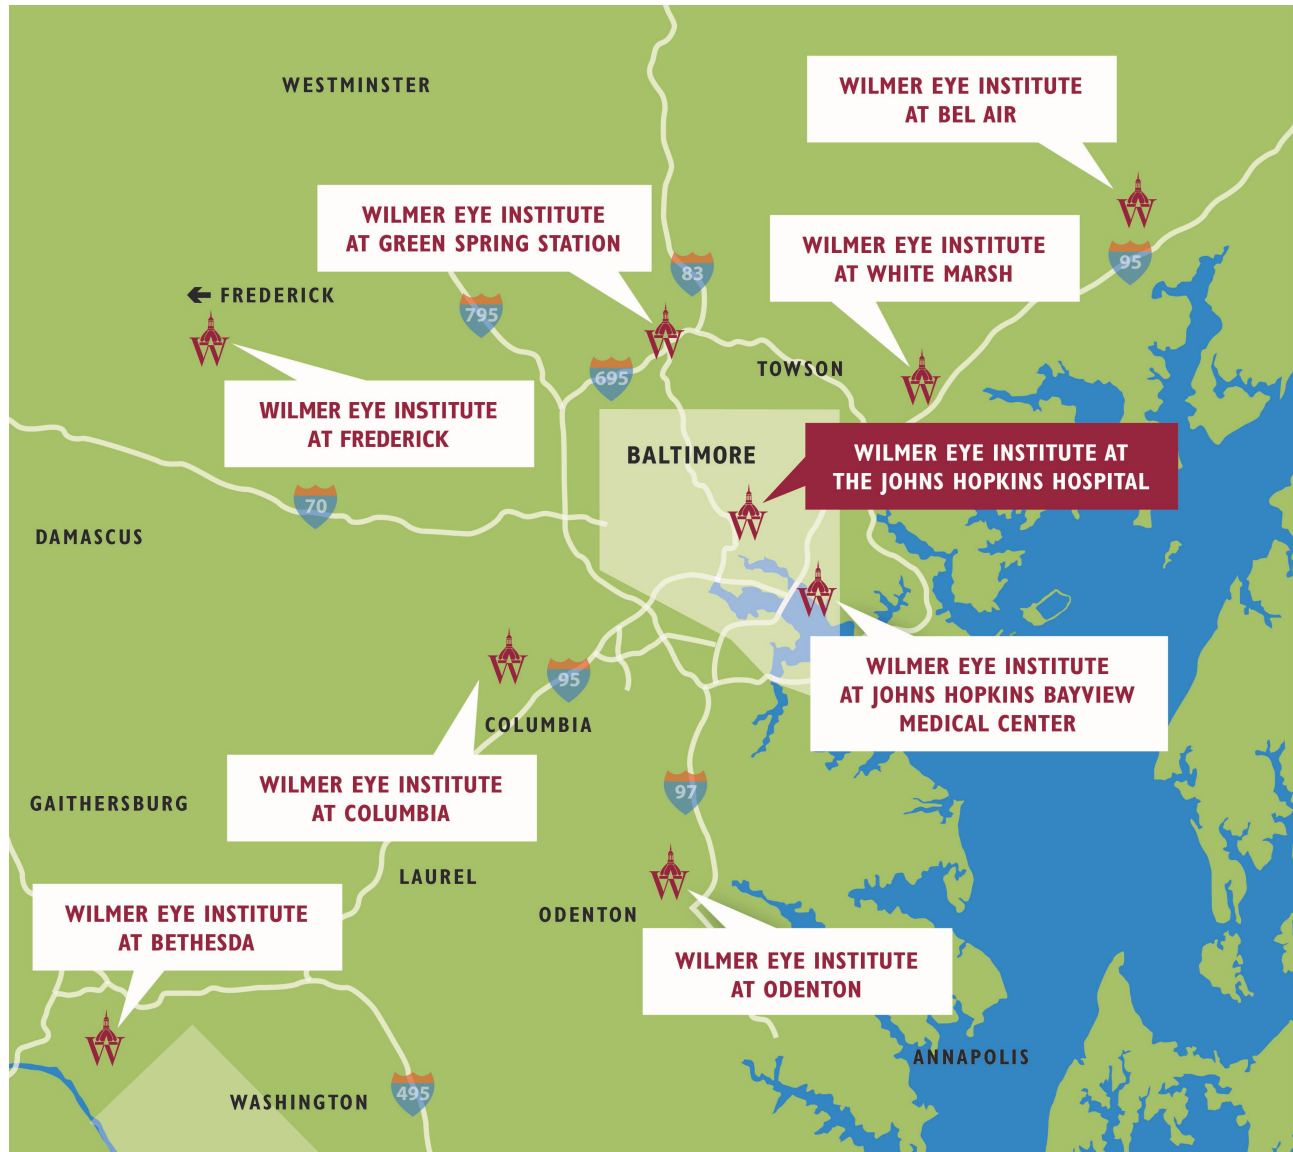 WESTMINSTER
WILMER EYE INSTITUTE
AT BEL AIR
WILMER EYE INSTITUTE
AT GREEN SPRING STATION
WILMER EYE INSTITUTE
AT WHITE MARSH
83
95
FREDERICK
795
695
TOWSON
WILMER EYE INSTITUTE
AT FREDERICK
BALTIMORE
WILMER EYE INSTITUTE AT
THE JOHNS HOPKINS HOSPITAL
70
DAMASCUS
W
W
W
W
W
W
W
W
W
WILMER EYE INSTITUTE
AT JOHNS HOPKINS BAYVIEW
MEDICAL CENTER
95
COLUMBIA
WILMER EYE INSTITUTE
AT COLUMBIA
97
GAITHERSBURG
LAUREL
ODENTON
WILMER EYE INSTITUTE
AT BETHESDA
WILMER EYE INSTITUTE
AT ODENTON
ANNAPOLIS
WASHINGTON
495